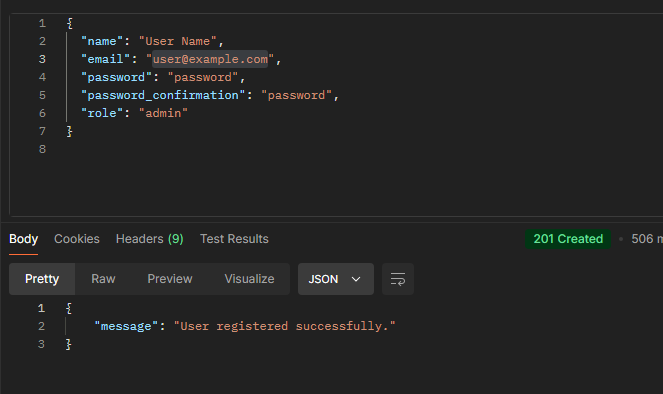 1 {
2 "name": "User Name",
3 "email": "user@example.com",
4 "password": "password",
5 "password_confirmation": "password",
6 "role": "admin"
7 }
8
Body Cookies Headers (9) Test Results 201 Created • 506 m
Pretty Raw Preview Visualize JSON
1 {
2 "message": "User registered successfully."
3 }